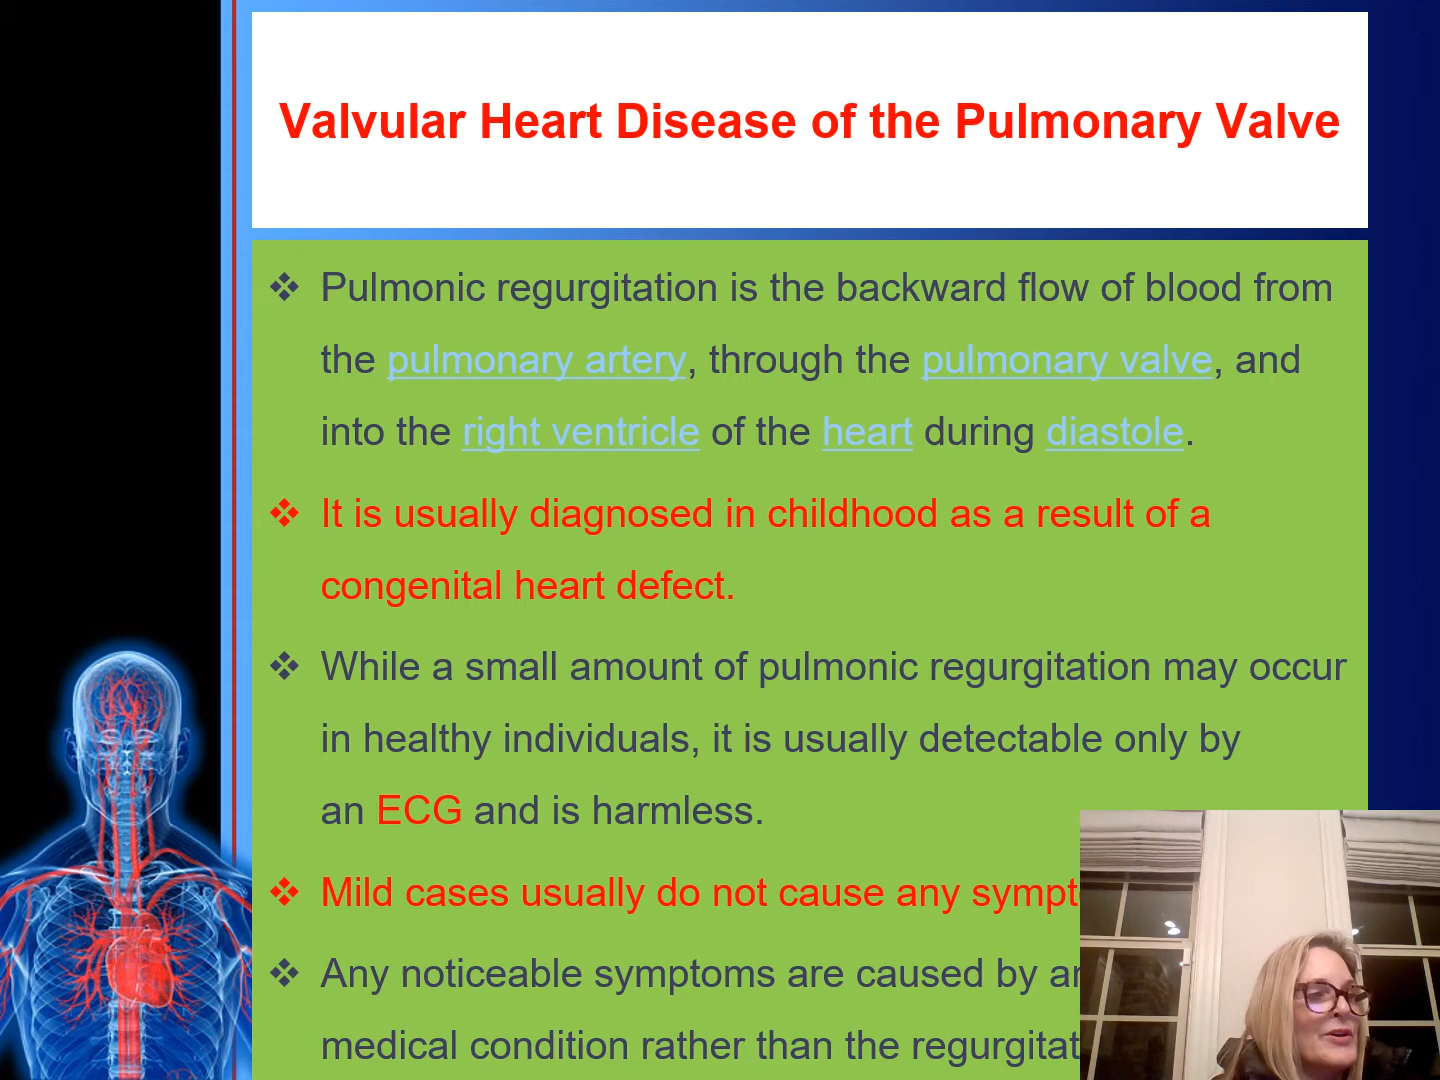 Valvular Heart Disease of the Pulmonary Valve
❖ Pulmonic regurgitation is the backward flow of blood from
the pulmonary artery, through the pulmonary valve, and
into the right ventricle of the heart during diastole.
❖ It is usually diagnosed in childhood as a result of a
congenital heart defect.
❖ While a small amount of pulmonic regurgitation may occur
in healthy individuals, it is usually detectable only by
an ECG and is harmless.
❖ Mild cases usually do not cause any
❖ Any noticeable symptoms are caused by
medical condition rather than the